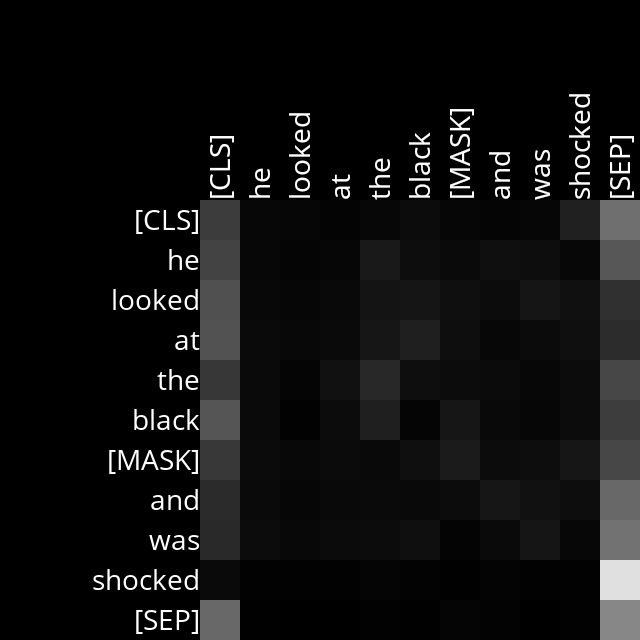 [CLS] he looked at the black [MASK] and was shocked [SEP]
[CLS]
he
looked
at
the
black
[MASK]
and
was
shocked
[SEP]